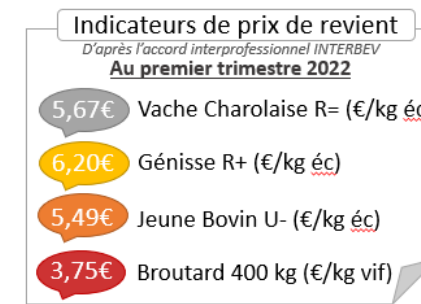 Indicateurs de prix de revient
D'après l'accord interprofessionnel INTERBEV
Au premier trimestre 2022
5,67€ Vache Charolaise R= (€/kg éc
6,20€ Génisse R+ (€/kg éc)
5,49€ Jeune Bovin U- (€/kg éc)
3,75€ Broutard 400 kg (€/kg vif)